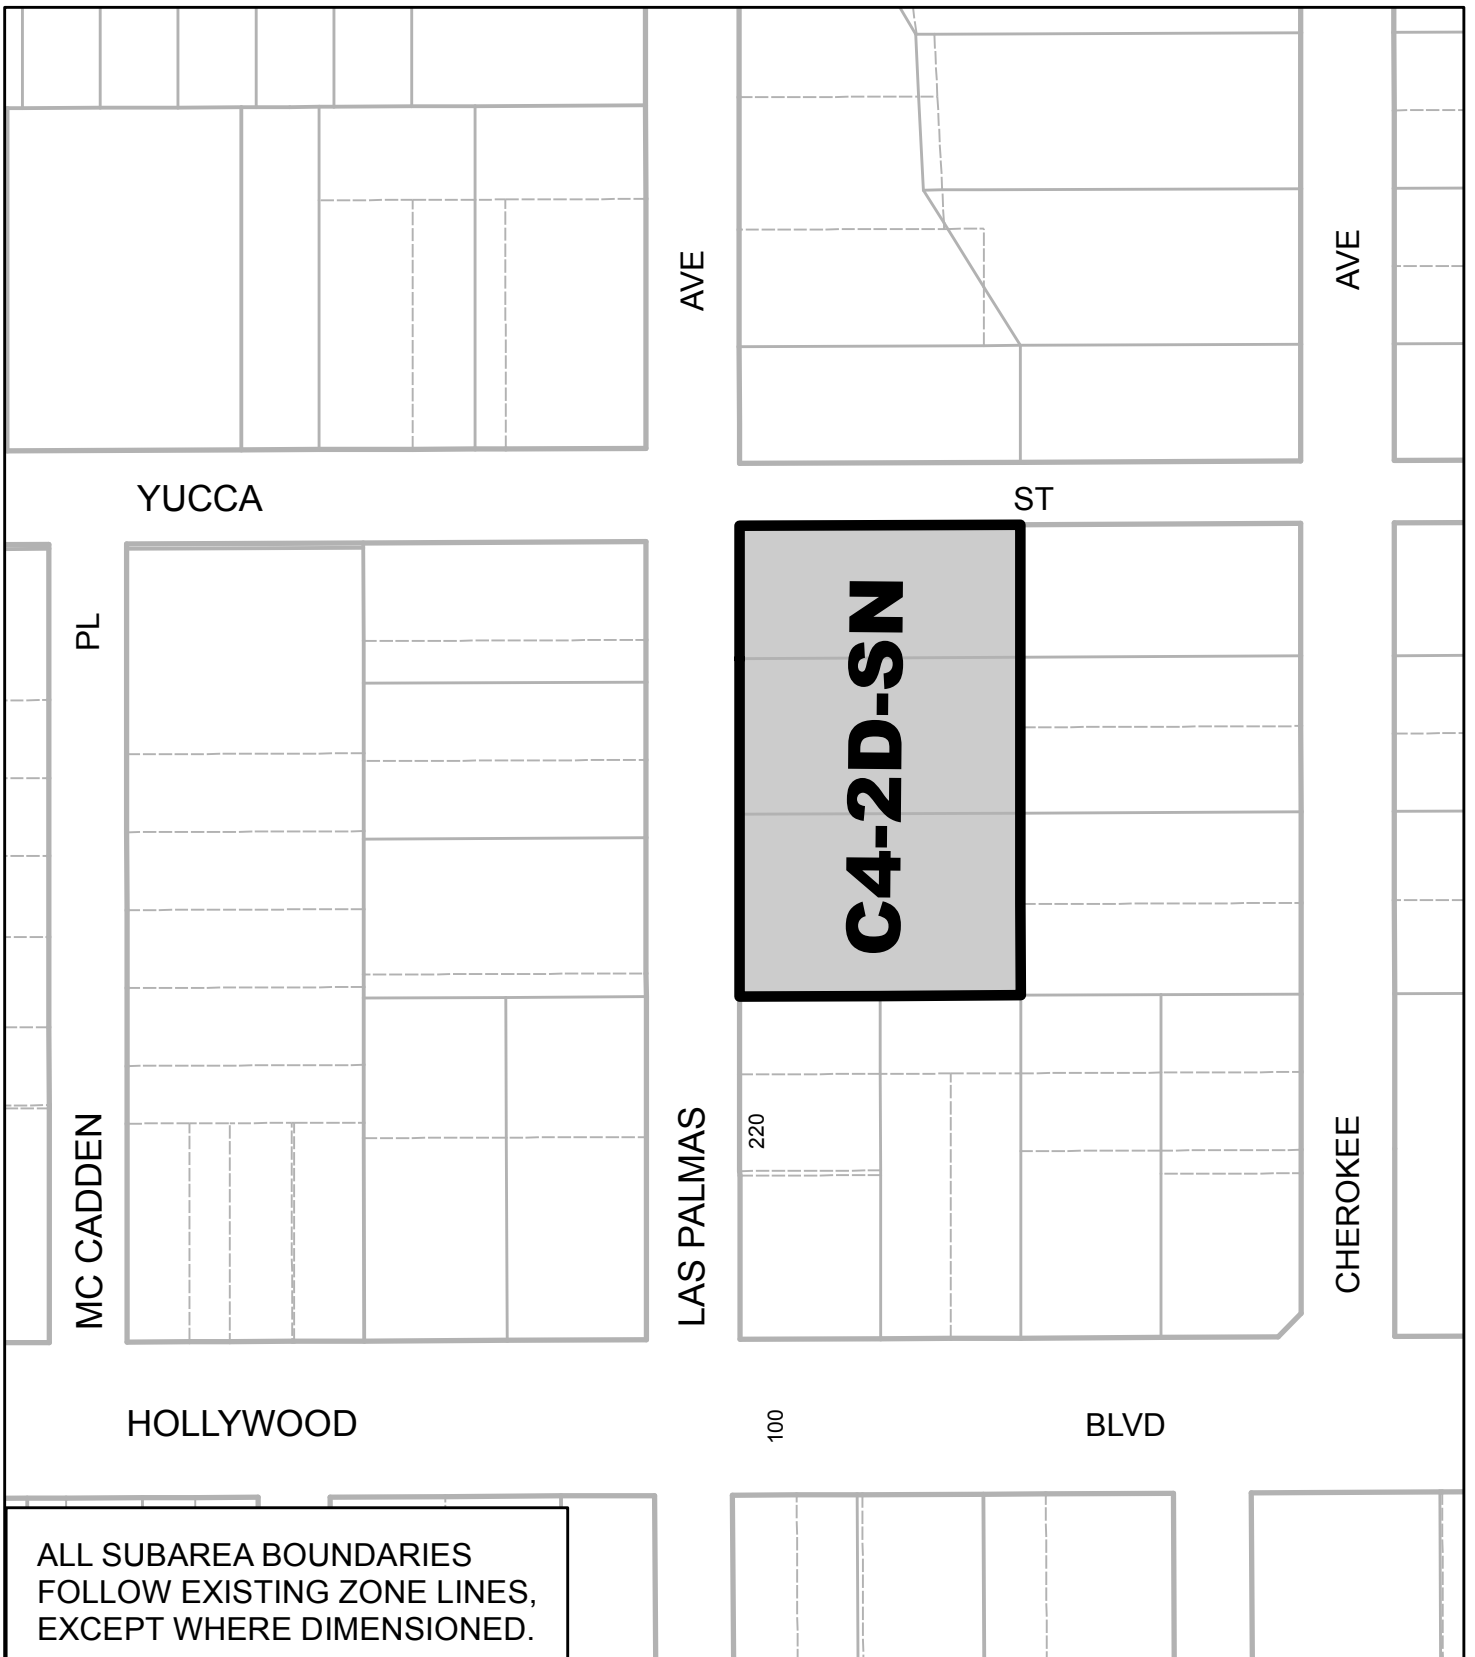 AVE
AVE
YUCCA
ST
PL
C4-2D-SN
MC CADDEN
LAS PALMAS
220
CHEROKEE
HOLLYWOOD
100
BLVD
ALL SUBAREA BOUNDARIES
FOLLOW EXISTING ZONE LINES,
EXCEPT WHERE DIMENSIONED.